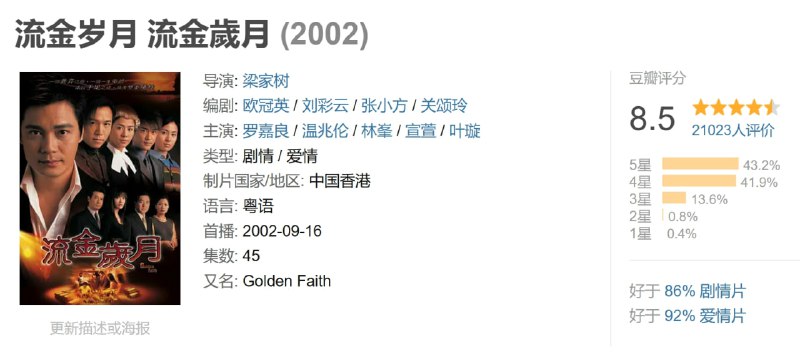 流金岁月 流金歲月 (2002)
流金歲月
更新描述或海报
导演: 梁家树
编剧: 欧冠英 / 刘彩云 / 张小方 / 关颂玲
主演: 罗嘉良 / 温兆伦 / 林峯 / 宣萱 / 叶璇
类型: 剧情 / 爱情
制片国家/地区: 中国香港
语言: 粤语
首播: 2002-09-16
集数: 45
又名: Golden Faith
豆瓣评分
8.5
21023人评价
5星 43.2%
4星 41.9%
3星 13.6%
2星 0.8%
1星 0.4%
好于 86% 剧情片
好于 92% 爱情片